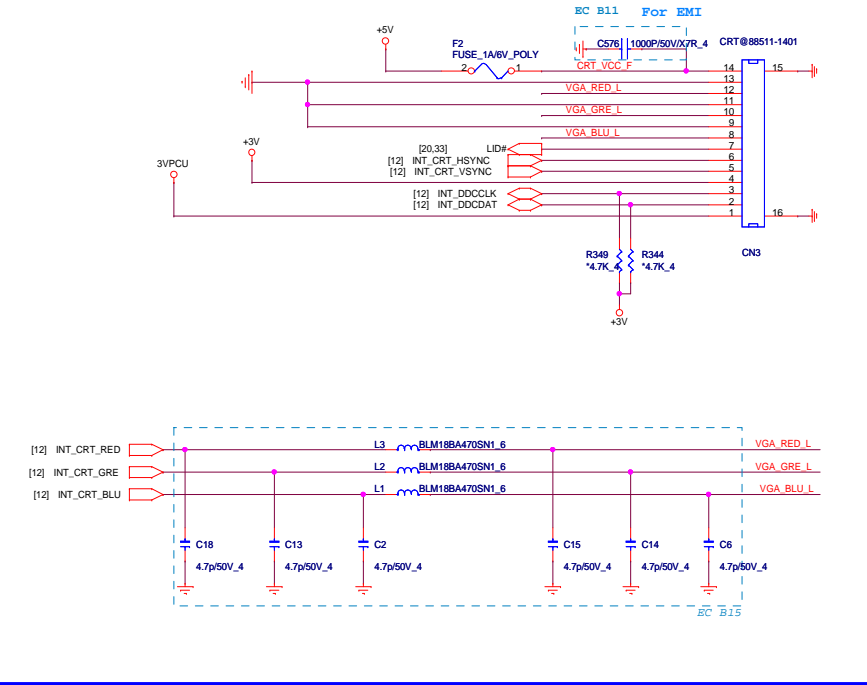 EC B11 For EMI
+5V
F2
FUSE_1A/6V_POLY
2 1
C576 1000P/50V/X7R_4
CRT@88511-1401
CRT_VCC_F
14 15
13
VGA_RED_L 12
11
VGA_GRE_L 10
9
VGA_BLU_L 8
+3V
[20,33] LID# 7
3VPCU
[12] INT_CRT_HSYNC 6
[12] INT_CRT_VSYNC 5
4
[12] INT_DDCCLK 3
[12] INT_DDCDAT 2
1 16
CN3
R349 R344
*4.7K_4 *4.7K_4
+3V
[12] INT_CRT_RED L3 BLM18BA470SN1_6 VGA_RED_L
[12] INT_CRT_GRE L2 BLM18BA470SN1_6 VGA_GRE_L
[12] INT_CRT_BLU L1 BLM18BA470SN1_6 VGA_BLU_L
C18 C13 C2 C15 C14 C6
4.7p/50V_4 4.7p/50V_4 4.7p/50V_4 4.7p/50V_4 4.7p/50V_4 4.7p/50V_4
EC B15